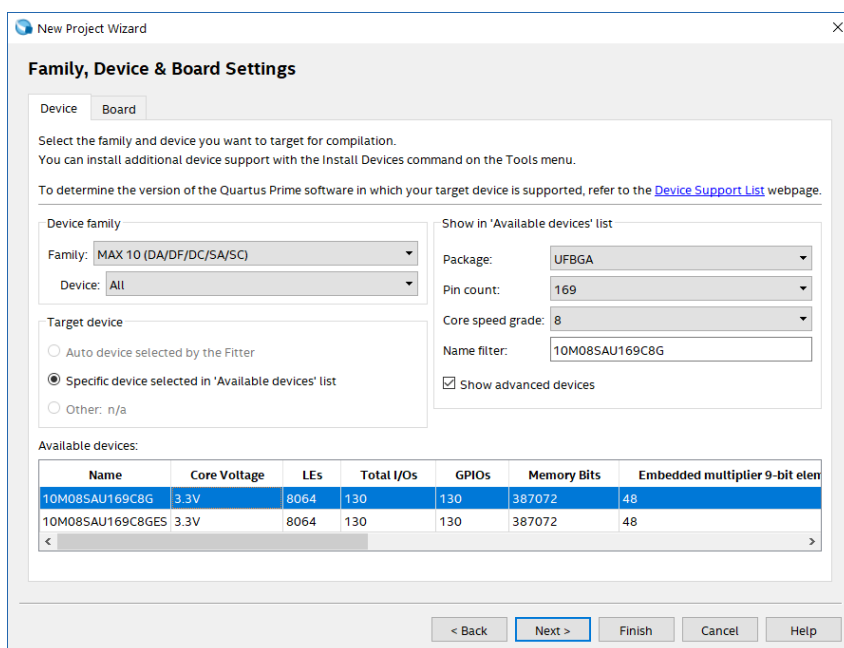 New Project Wizard
Family, Device & Board Settings
Device Board
Select the family and device you want to target for compilation.
You can install additional device support with the Install Devices command on the Tools menu.
To determine the version of the Quartus Prime software in which your target device is supported, refer to the Device Support List webpage.
Device family
Family: MAX 10 (DA/DF/DC/SA/SC)
Device: All
Target device
Auto device selected by the Fitter
Specific device selected in 'Available devices' list
Other: n/a
Show in 'Available devices' list
Package: UFBGA
Pin count: 169
Core speed grade: 8
Name filter: 10M08SAU169C8G
Show advanced devices
Available devices:
Name Core Voltage LEs Total I/Os GPIOs Memory Bits Embedded multiplier 9-bit elem
10M08SAU169C8G 3.3V 8064 130 130 387072 48
10M08SAU169C8GES 3.3V 8064 130 130 387072 48
< Back Next > Finish Cancel Help